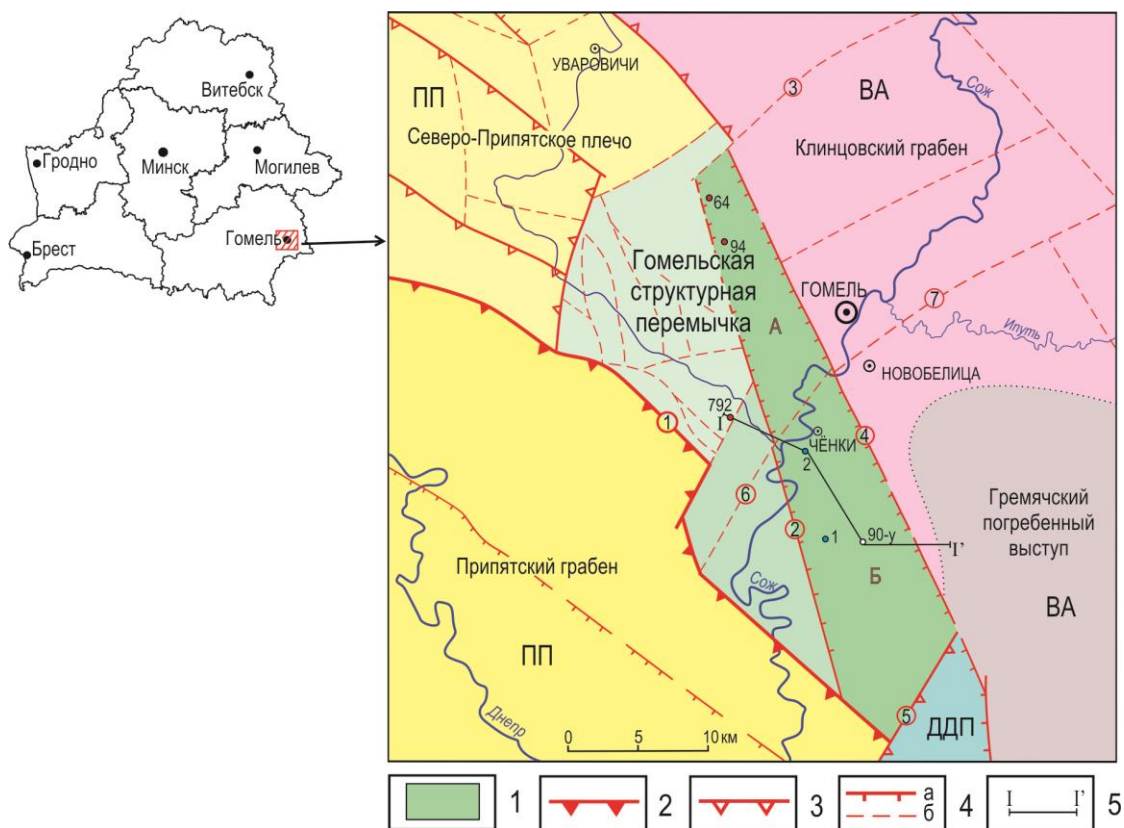 Витебск
Гродно
Минск
Могилев
Гомель
Брест
УВАРОВИЧИ
ПП
Северо-Припятское плечо
3
ВА
Сож
Клинцовский грабен
64
94
Гомельская
структурная
перемычка
А
ГОМЕЛЬ
7
Ипуть
НОВОБЕЛИЦА
792
I
1
ЧЁНКИ
4
2
6
Гремячский
погребенный
выступ
2
1
90-у
I'
Б
Припятский грабен
Сож
ВА
ПП
Днепр
0 5 10 км
5
ДДП
1
2
3
а
б
4
I I'
5